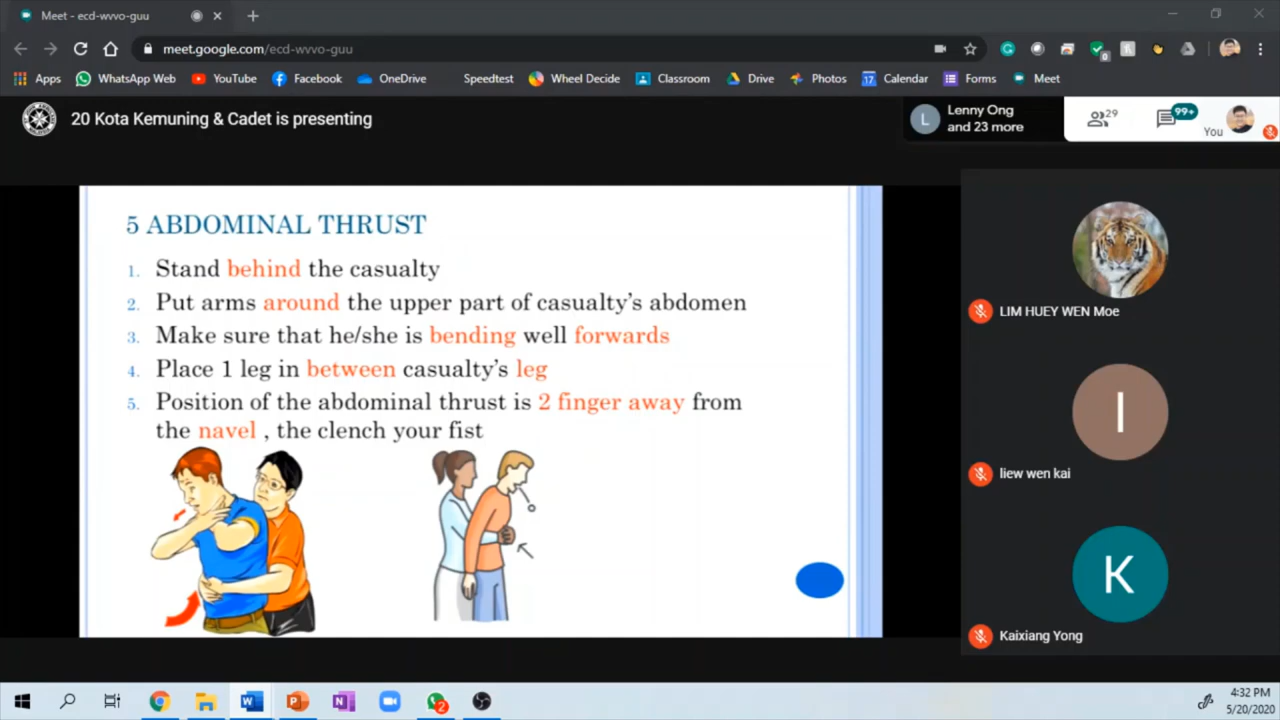 Meet - ecd-wvvo-guu
meet.google.com/ecd-wvvo-guu
0
Apps WhatsApp Web YouTube Facebook OneDrive Speedtest Wheel Decide Classroom Drive Photos 17 Calendar Forms Meet
20 Kota Kemuning & Cadet is presenting
L Lenny Ong
and 23 more
29
99+
You
5 ABDOMINAL THRUST
1. Stand behind the casualty
2. Put arms around the upper part of casualty's abdomen
3. Make sure that he/she is bending well forwards
4. Place 1 leg in between casualty's leg
5. Position of the abdominal thrust is 2 finger away from
the navel , the clench your fist
LIM HUEY WEN Moe
l
liew wen kai
K
Kaixiang Yong
2
4:32 PM
5/20/2020